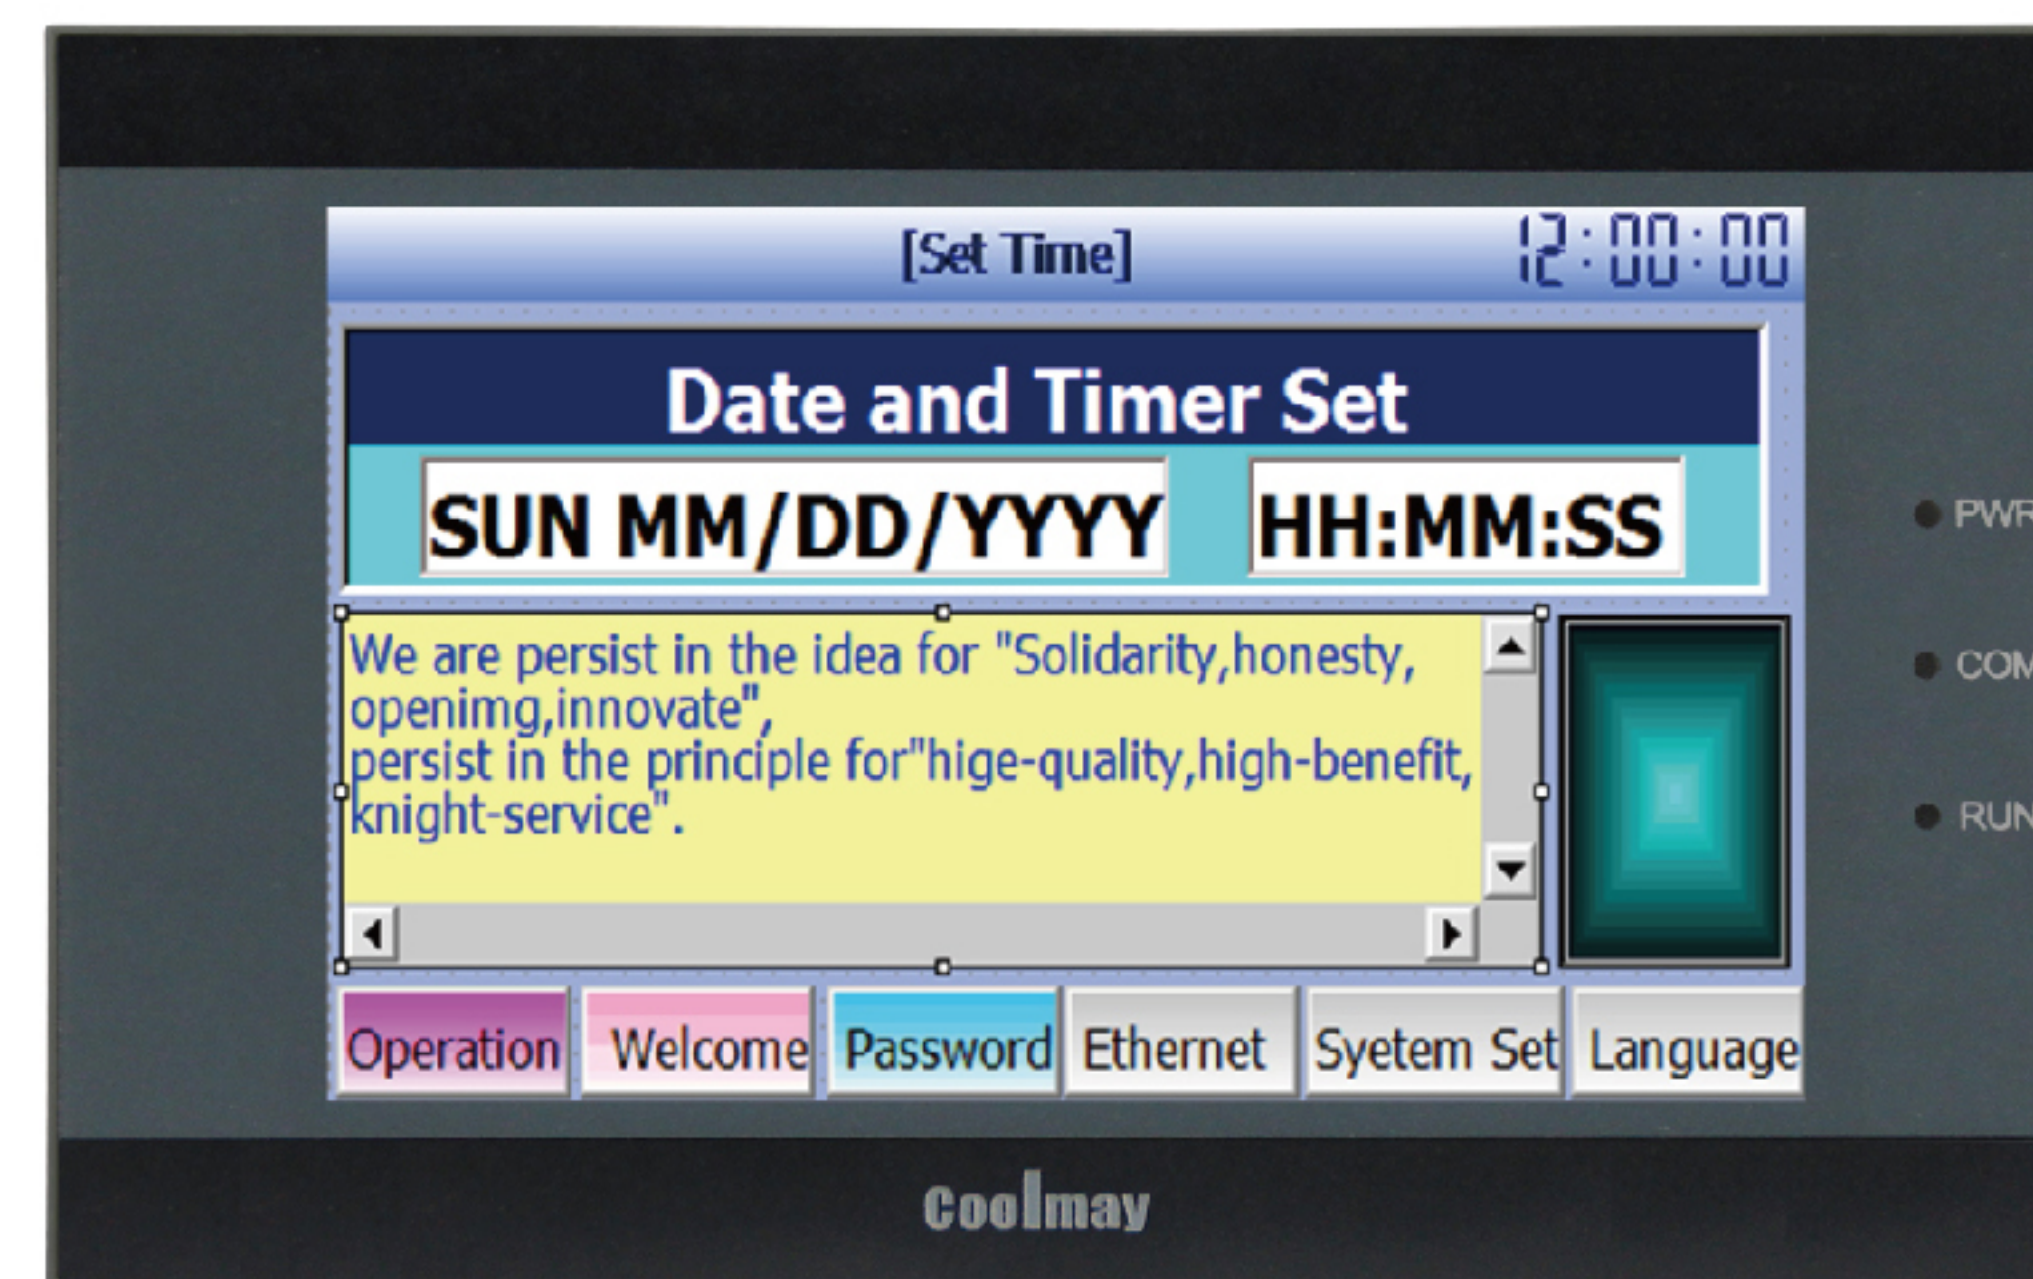 [Set Time]
12:00:00
Date and Timer Set
SUN MM/DD/YYYY
HH:MM:SS
We are persist in the idea for "Solidarity,honesty,
openimg,innovate",
persist in the principle for"hige-quality,high-benefit,
knight-service".
Operation
Welcome
Password
Ethernet
Syetem Set
Language
PWR
COM
RUN
Coolmay